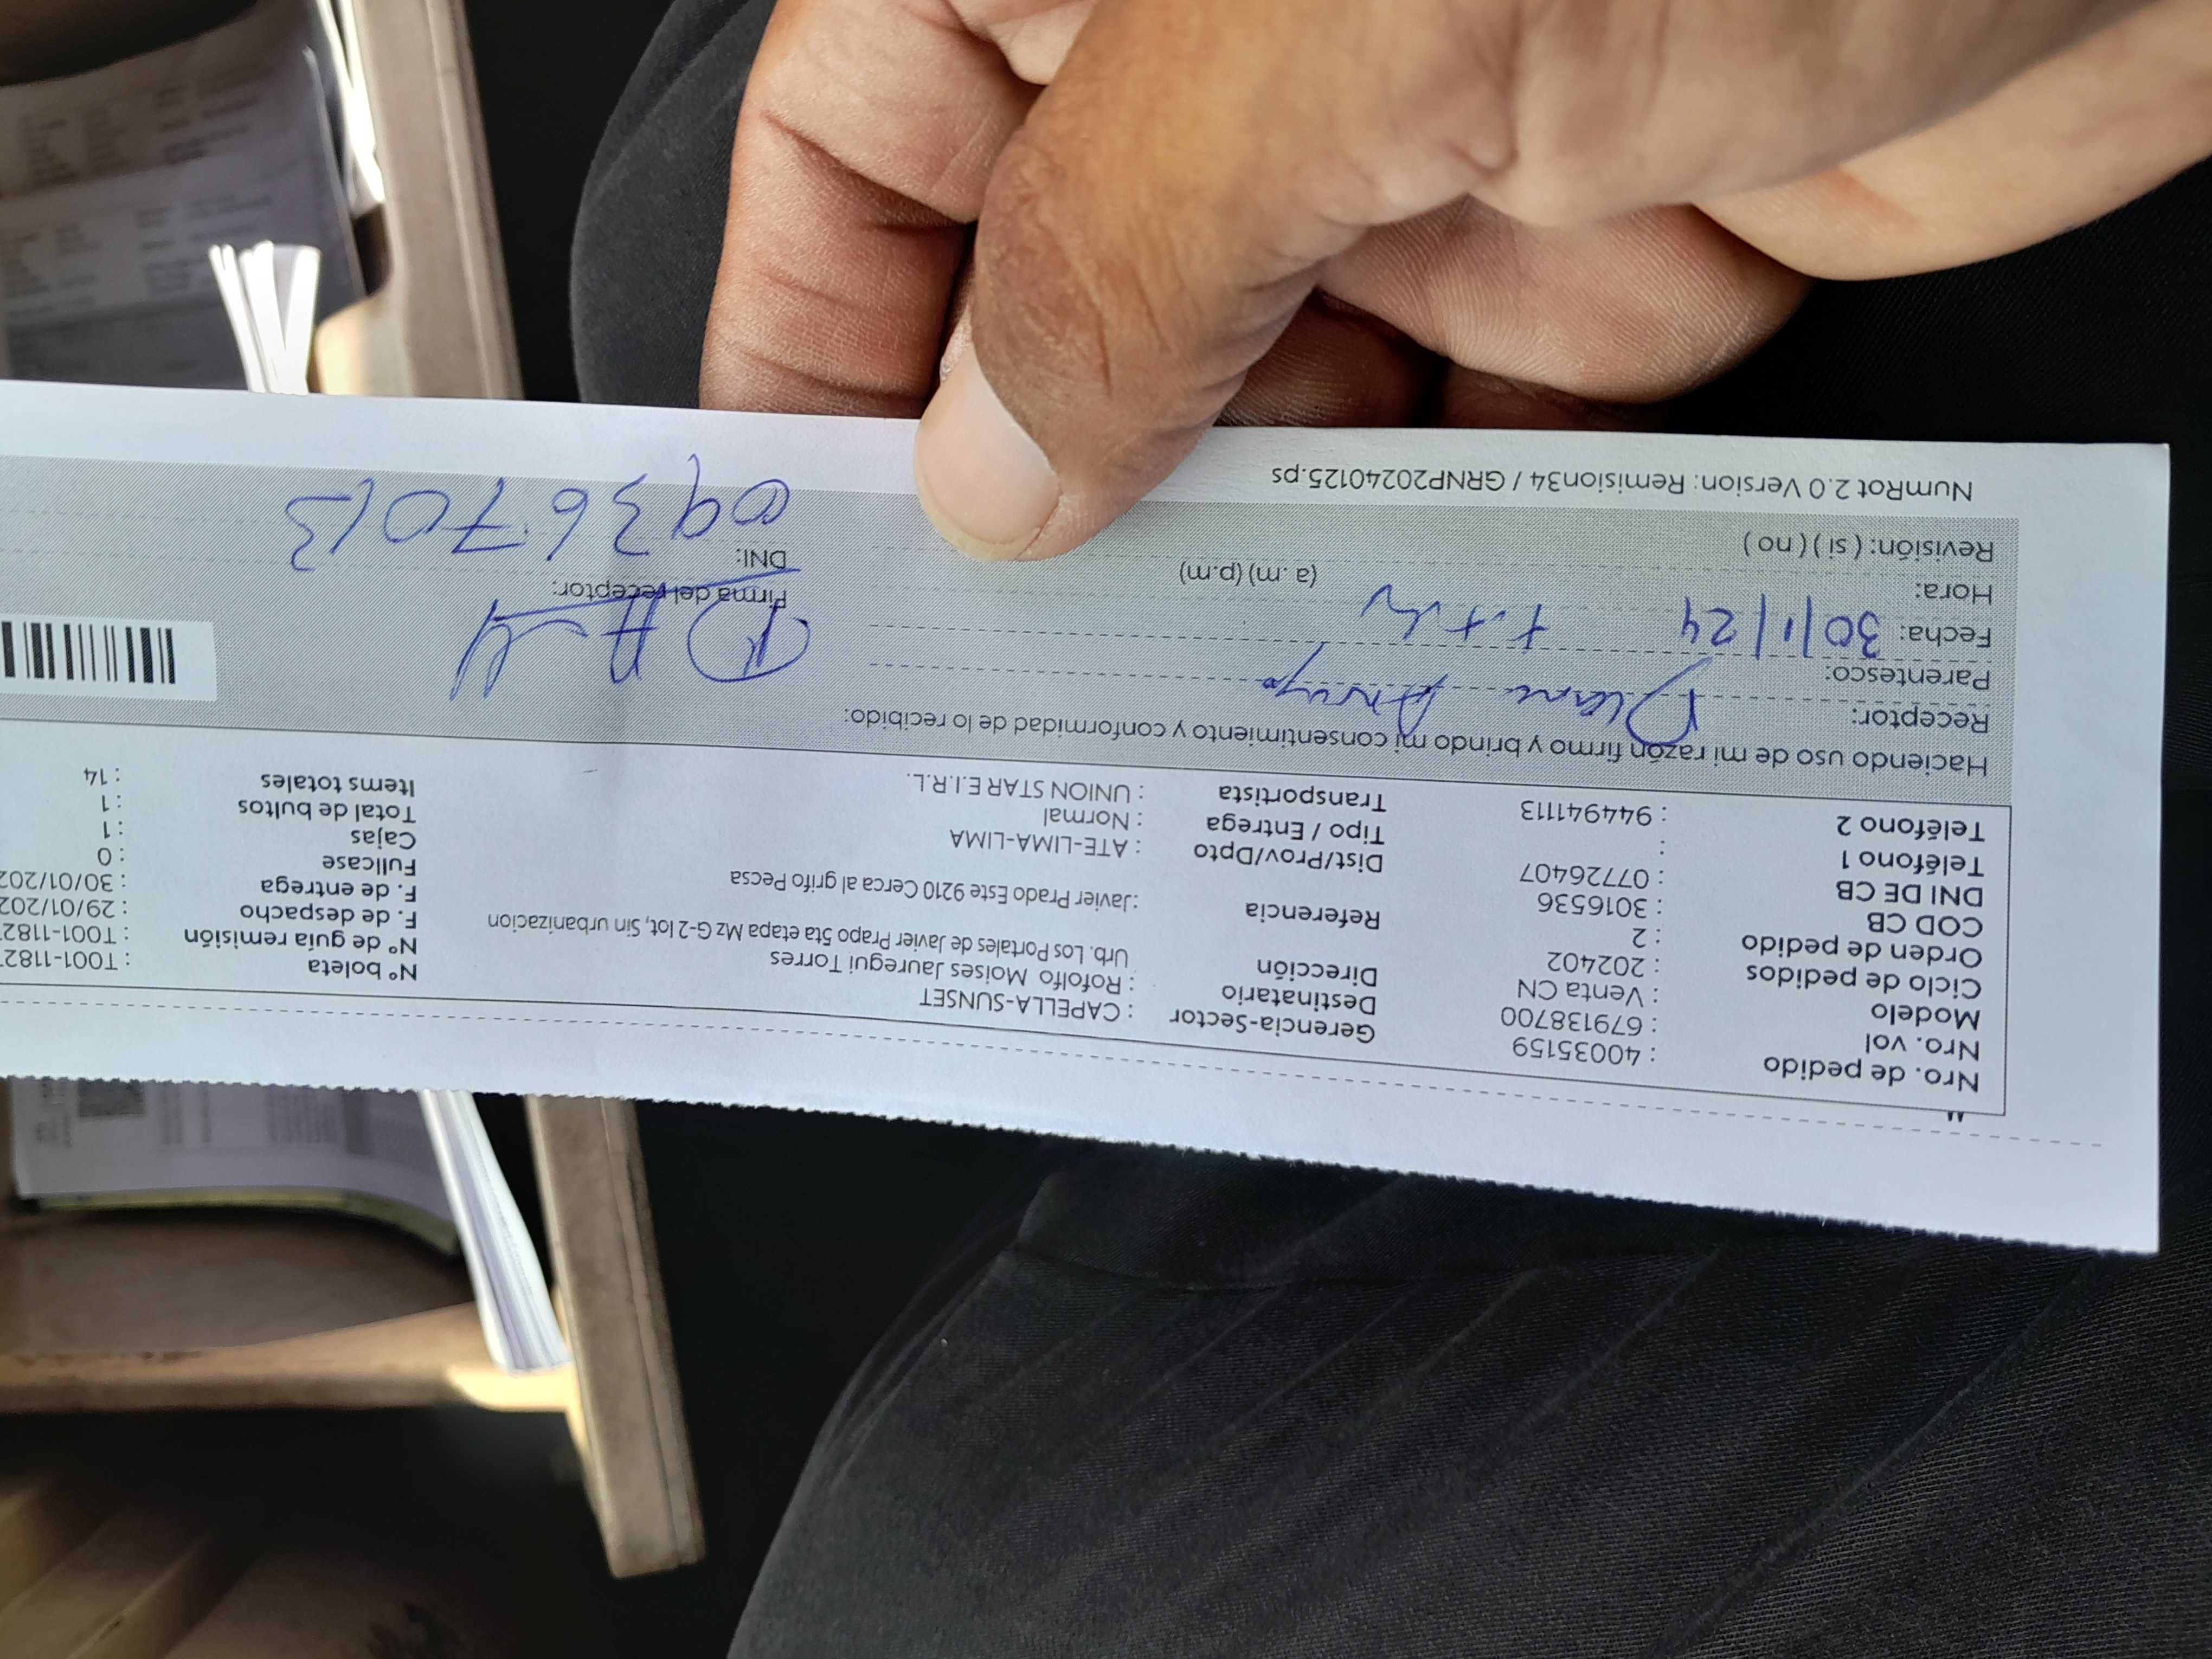 Nro. de pedido : 40035159 Gerencia-Sector : CAPELLA-SUNSET Nº boleta : T001-1182
Nro. vol : 679138700 Destinatario : Rofolfo Moises Jauregui Torres Nº guía remisión : T001-1182
Modelo : Venta CN Dirección Urb. Los Portales de Javier Prapo 5ta etapa Mz G-2 lot, Sin urbanizacion F. de despacho : 29/01/202
Ciclo de pedidos : 202402 Referencia : Javier Prado Este 9210 Cerca al grifo Pecsa F. de entrega : 30/01/202
Orden de pedido : 2 Dist/Prov/Dpto : ATE-LIMA-LIMA Fullcase : 0
COD CB : 3016536 Tipo / Entrega : Normal Cajas : 1
DNI DE CB : 07726407 Transportista : UNION STAR E.I.R.L. Total de bultos : 1
Teléfono 1 : Items totales : 14
Teléfono 2 : 944941113
Haciendo uso de mi razón firmo y brindo mi consentimiento y conformidad de lo recibido:
Receptor:
Parentesco:
Fecha: 30/1/24 Firma del receptor:
Hora: (a. m) (p.m) DNI: 09367013
Revisión: ( si ) ( no )
NumRot 2.0 Version: Remision34 / GRNP20240125.ps